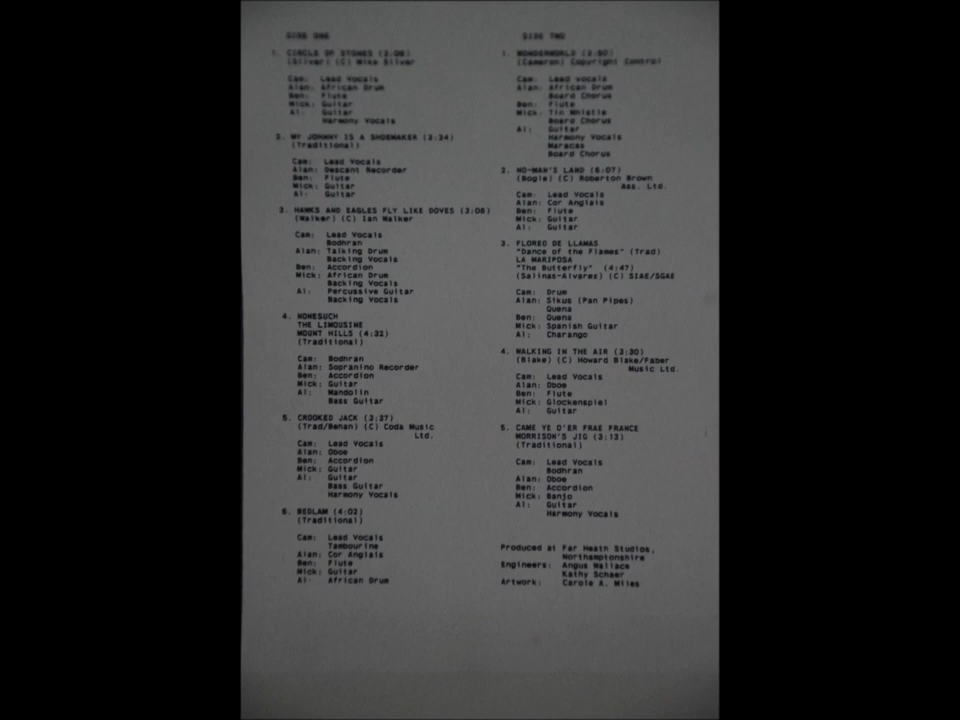 SIDE ONE
1. CIRCLE OF STONES (3:08)
(Silver) (C) Mike Silver
Cam: Lead Vocals
Alan: African Drum
Ben: Flute
Mick: Guitar
Al: Guitar
Harmony Vocals
2. MY JOHNNY IS A SHOEMAKER (3:34)
(Traditional)
Cam: Lead Vocals
Alan: Descant Recorder
Ben: Flute
Mick: Guitar
Al: Guitar
3. HAWKS AND EAGLES FLY LIKE DOVES (3:06)
(Walker) (C) Ian Walker
Cam: Lead Vocals
Bodhran
Alan: Talking Drum
Backing Vocals
Ben: Accordion
Mick: African Drum
Backing Vocals
Al: Percussive Guitar
Backing Vocals
4. NONESUCH
THE LIMOUSINE
MOUNT HILLS (4:32)
(Traditional)
Cam: Bodhran
Alan: Sopranino Recorder
Ben: Accordion
Mick: Guitar
Al: Mandolin
Bass Guitar
5. CROOKED JACK (3:37)
(Trad/Behan) (C) Coda Music
Ltd.
Cam: Lead Vocals
Alan: Oboe
Ben: Accordion
Mick: Guitar
Al: Guitar
Bass Guitar
Harmony Vocals
6. BEDLAM (4:02)
(Traditional)
Cam: Lead Vocals
Tambourine
Alan: Cor Anglais
Ben: Flute
Mick: Guitar
Al: African Drum
SIDE TWO
1. WONDERWORLD (3:50)
(Cameron) Copyright Control
Cam: Lead vocals
Alan: African Drum
Board Chorus
Ben: Flute
Mick: Tin Whistle
Board Chorus
Al: Guitar
Harmony Vocals
Maracas
Board Chorus
2. NO-MAN'S LAND (6:07)
(Bogle) (C) Roberton Brown
Ass. Ltd.
Cam: Lead Vocals
Alan: Cor Anglais
Ben: Flute
Mick: Guitar
Al: Guitar
3. FLOREO DE LLAMAS
"Dance of the Flames" (Trad)
LA MARIPOSA
"The Butterfly" (4:47)
(Salinas-Alvarez) (C) SIAE/SGAE
Cam: Drum
Alan: Sikus (Pan Pipes)
Quena
Ben: Quena
Mick: Spanish Guitar
Al: Charango
4. WALKING IN THE AIR (3:30)
(Blake) (C) Howard Blake/Faber
Music Ltd.
Cam: Lead Vocals
Alan: Oboe
Ben: Flute
Mick: Glockenspiel
Al: Guitar
5. CAME YE O'ER FRAE FRANCE
MORRISON'S JIG (3:13)
(Traditional)
Cam: Lead Vocals
Bodhran
Alan: Oboe
Ben: Accordion
Mick: Banjo
Al: Guitar
Harmony Vocals
Produced at Far Heath Studios,
Northamptonshire
Engineers: Angus Wallace
Kathy Schaer
Artwork: Carole A. Miles